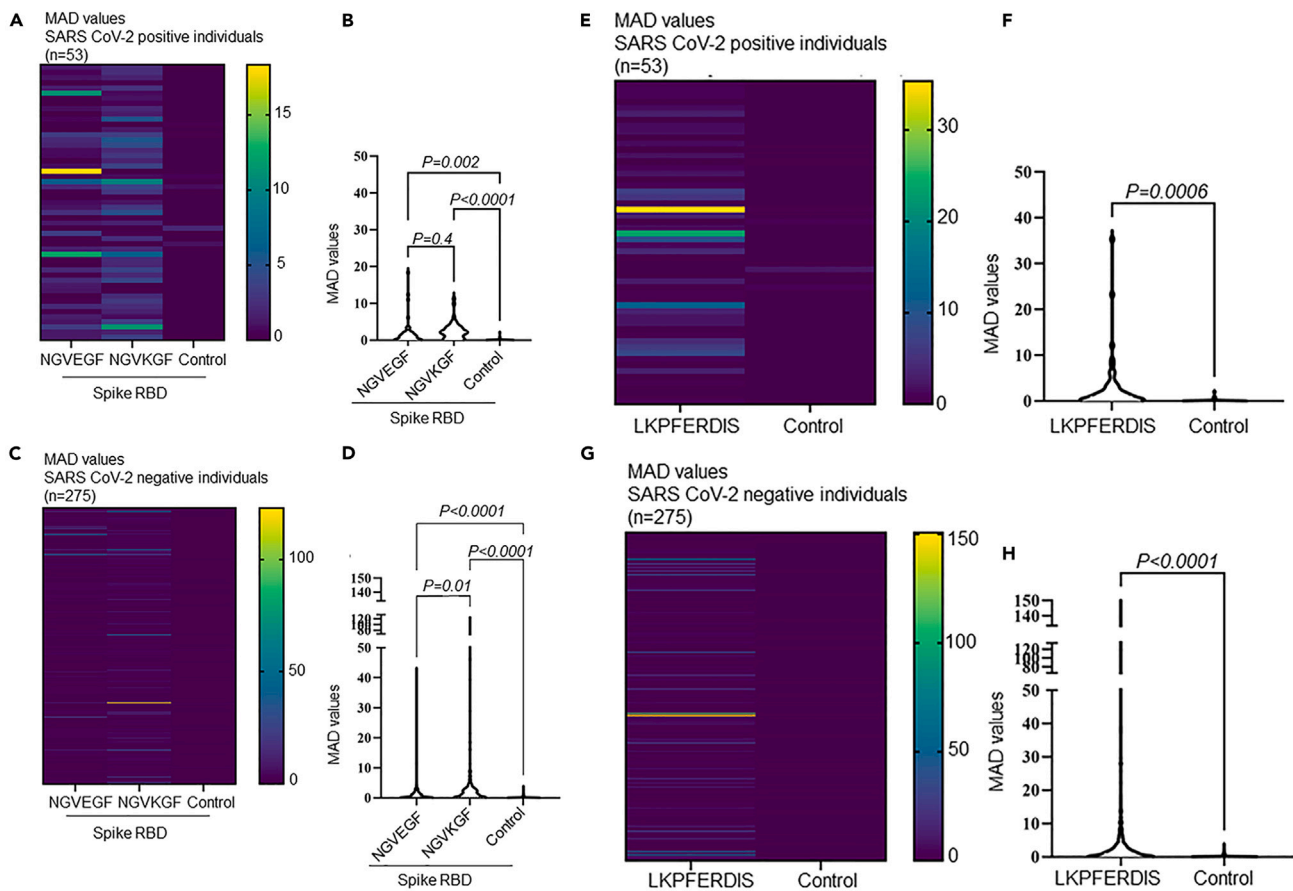 A
MAD values
SARS CoV-2 positive individuals
(n=53)
15
10
5
0
NGVEGF NGVKGF Control
Spike RBD
B
MAD values
50
40
30
20
10
0
P=0.002
P<0.0001
P=0.4
NGVEGF
NGVKGF
Control
Spike RBD
C
MAD values
SARS CoV-2 negative individuals
(n=275)
100
50
0
NGVEGF NGVKGF Control
Spike RBD
D
MAD values
150
140
120
100
80
50
40
30
20
10
0
P<0.0001
P<0.0001
P=0.01
NGVEGF
NGVKGF
Control
Spike RBD
E
MAD values
SARS CoV-2 positive individuals
(n=53)
30
20
10
0
LKPFERDIS Control
F
MAD values
50
40
30
20
10
0
P=0.0006
LKPFERDIS Control
G
MAD values
SARS CoV-2 negative individuals
(n=275)
150
100
50
0
LKPFERDIS Control
H
MAD values
150
140
120
100
80
50
40
30
20
10
0
P<0.0001
LKPFERDIS Control